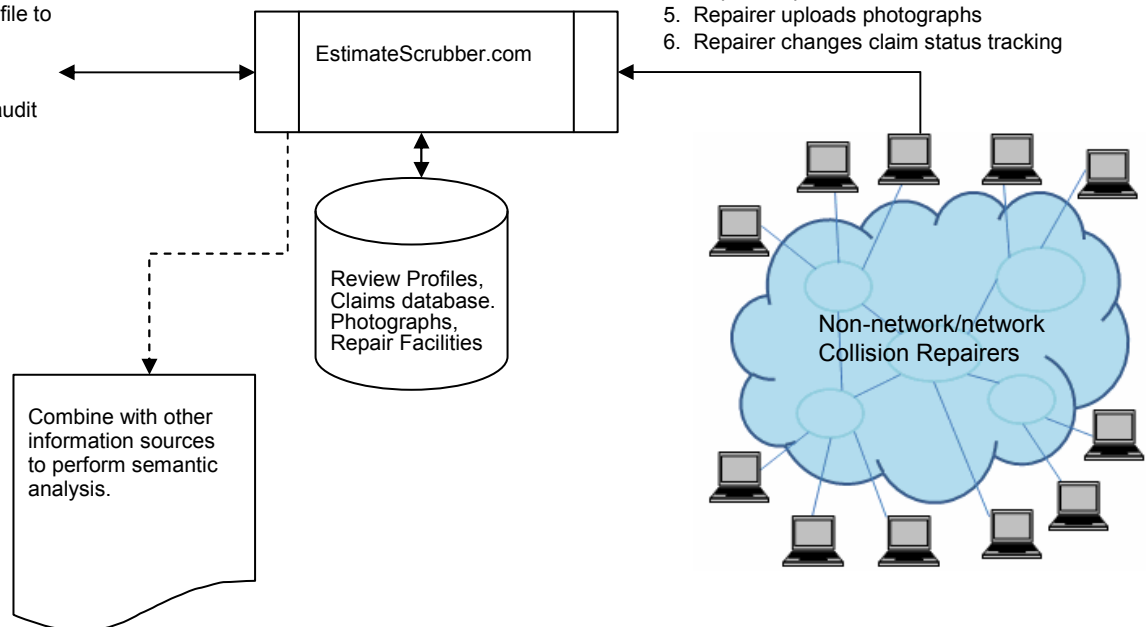 file to
audit
EstimateScrubber.com
5. Repairer uploads photographs
6. Repairer changes claim status tracking
Review Profiles,
Claims database.
Photographs,
Repair Facilities
Non-network/network
Collision Repairers
Combine with other
information sources
to perform semantic
analysis.